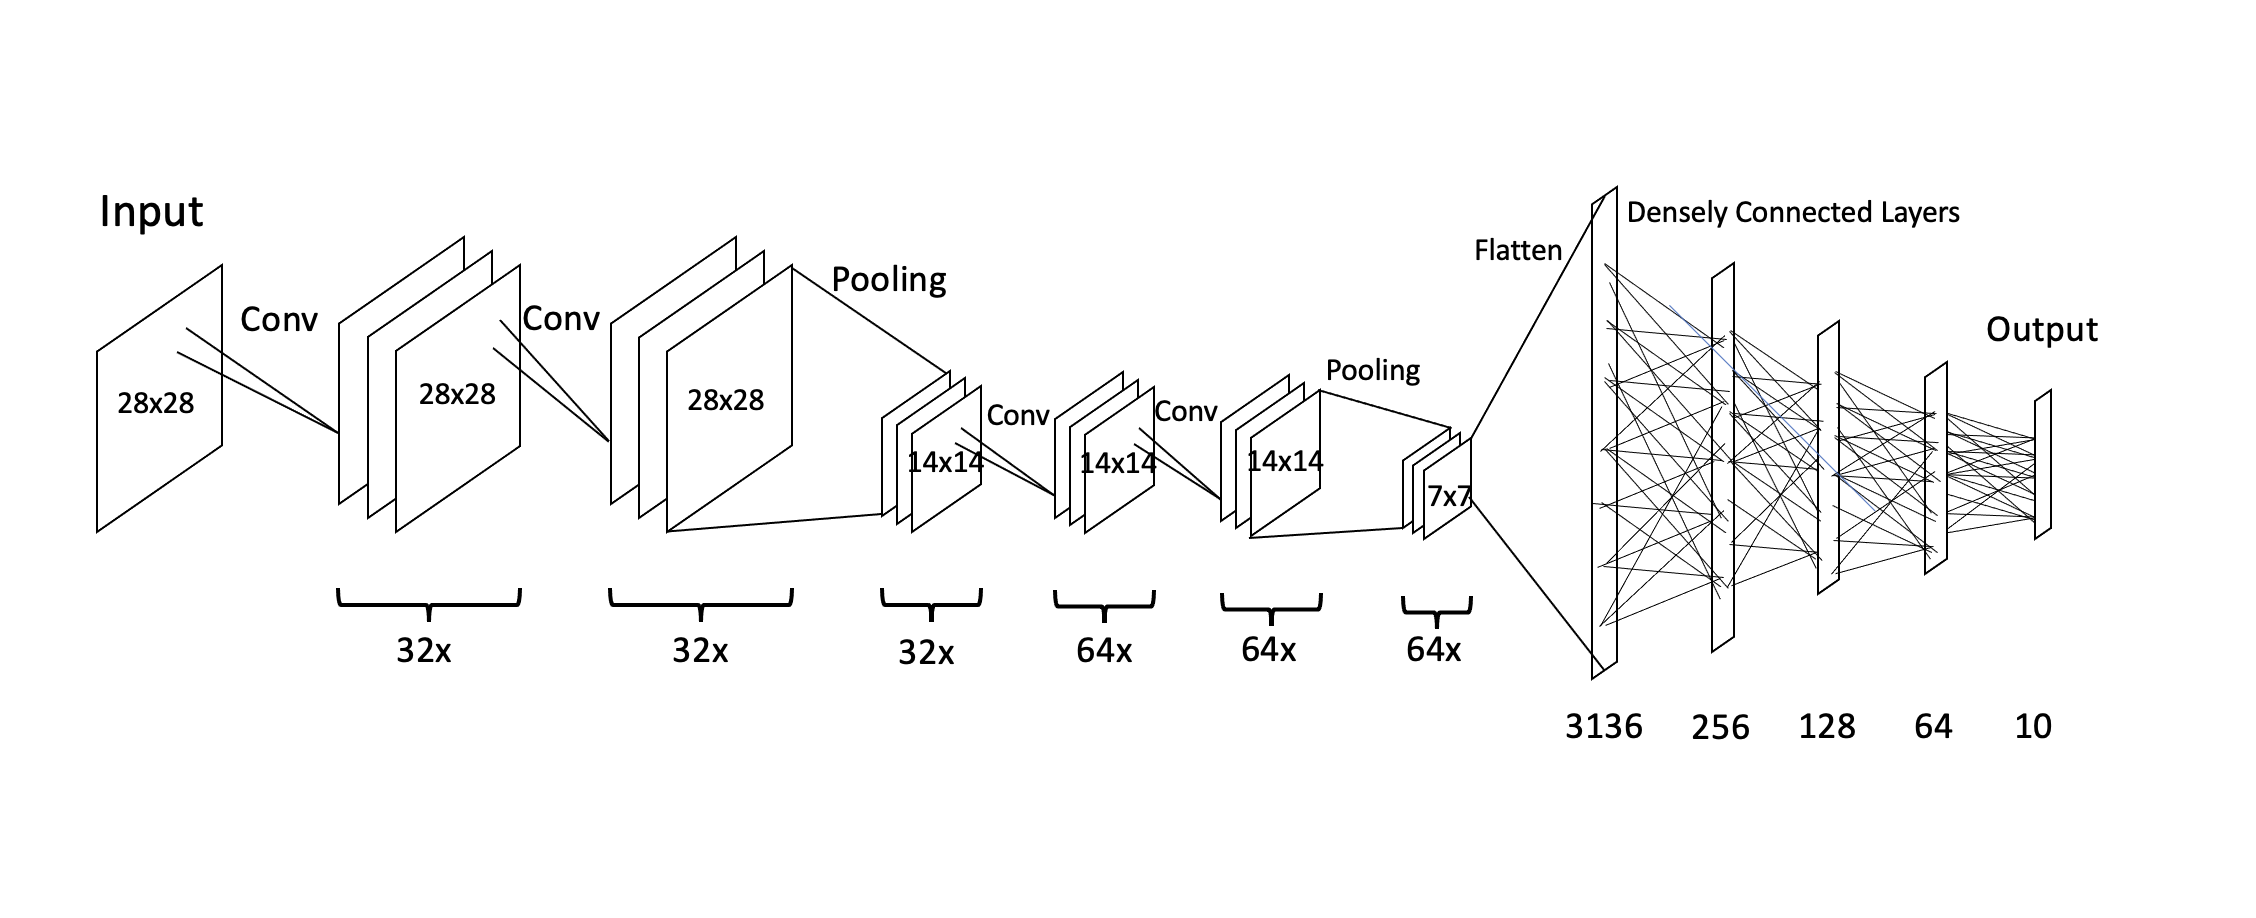 Input
28x28
Conv
28x28
32x
Conv
28x28
32x
Pooling
14x14
32x
Conv
14x14
64x
Conv
14x14
64x
Pooling
7x7
64x
Flatten
Densely Connected Layers
Output
3136
256
128
64
10